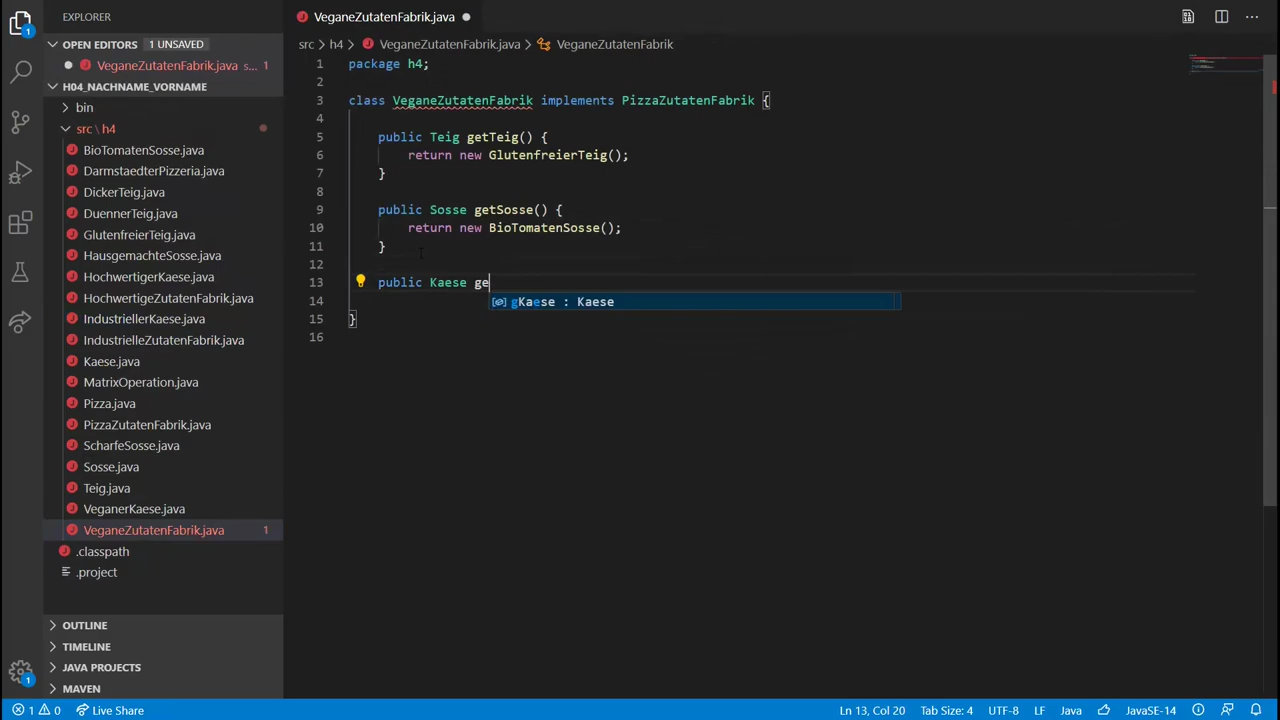 EXPLORER
VeganeZutatenFabrik.java
OPEN EDITORS 1 UNSAVED
VeganeZutatenFabrik.java s... 1
H04_NACHNAME_VORNAME
bin
src\h4
BioTomatenSosse.java
DarmstaedterPizzeria.java
DickerTeig.java
DuennerTeig.java
GlutenfreierTeig.java
HausgemachteSosse.java
HochwertigerKaese.java
HochwertigeZutatenFabrik.java
IndustriellerKaese.java
IndustrielleZutatenFabrik.java
Kaese.java
MatrixOperation.java
Pizza.java
PizzaZutatenFabrik.java
ScharfeSosse.java
Sosse.java
Teig.java
VeganerKaese.java
VeganeZutatenFabrik.java 1
.classpath
.project
OUTLINE
TIMELINE
JAVA PROJECTS
MAVEN
src > h4 > VeganeZutatenFabrik.java > VeganeZutatenFabrik
1 package h4;
2
3 class VeganeZutatenFabrik implements PizzaZutatenFabrik {
4
5 public Teig getTeig() {
6 return new GlutenfreierTeig();
7 }
8
9 public Sosse getSosse() {
10 return new BioTomatenSosse();
11 }
12
13 public Kaese ge
gKaese : Kaese
14
15 }
16
1
1
1 0 Live Share Ln 13, Col 20 Tab Size: 4 UTF-8 LF Java JavaSE-14